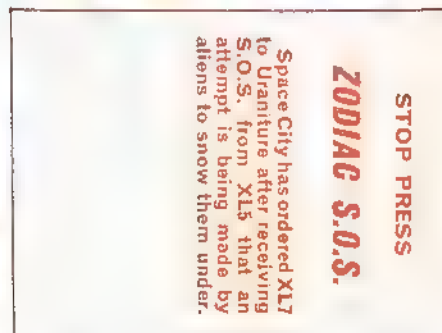 STOP PRESS
ZODIAC S.O.S.
Space City has ordered XL7
to Uraniture after receiving
S.O.S. from XL5 that an
attempt is being made by
aliens to snow them under.